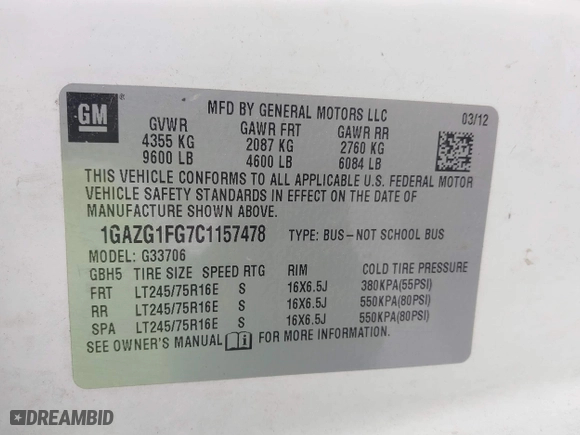 GM ®
MFD BY GENERAL MOTORS LLC
03/12
GVWR GAWR FRT GAWR RR
4355 KG 2087 KG 2760 KG
9600 LB 4600 LB 6084 LB
THIS VEHICLE CONFORMS TO ALL APPLICABLE U.S. FEDERAL MOTOR
VEHICLE SAFETY STANDARDS IN EFFECT ON THE DATE OF
MANUFACTURE SHOWN ABOVE.
1GAZG1FG7C1157478 TYPE: BUS-NOT SCHOOL BUS
MODEL: G33706
GBH5 TIRE SIZE SPEED RTG RIM COLD TIRE PRESSURE
FRT LT245/75R16E S 16X6.5J 380KPA(55PSI)
RR LT245/75R16E S 16X6.5J 550KPA(80PSI)
SPA LT245/75R16E S 16X6.5J 550KPA(80PSI)
SEE OWNER'S MANUAL i FOR MORE INFORMATION.
DREAMBID